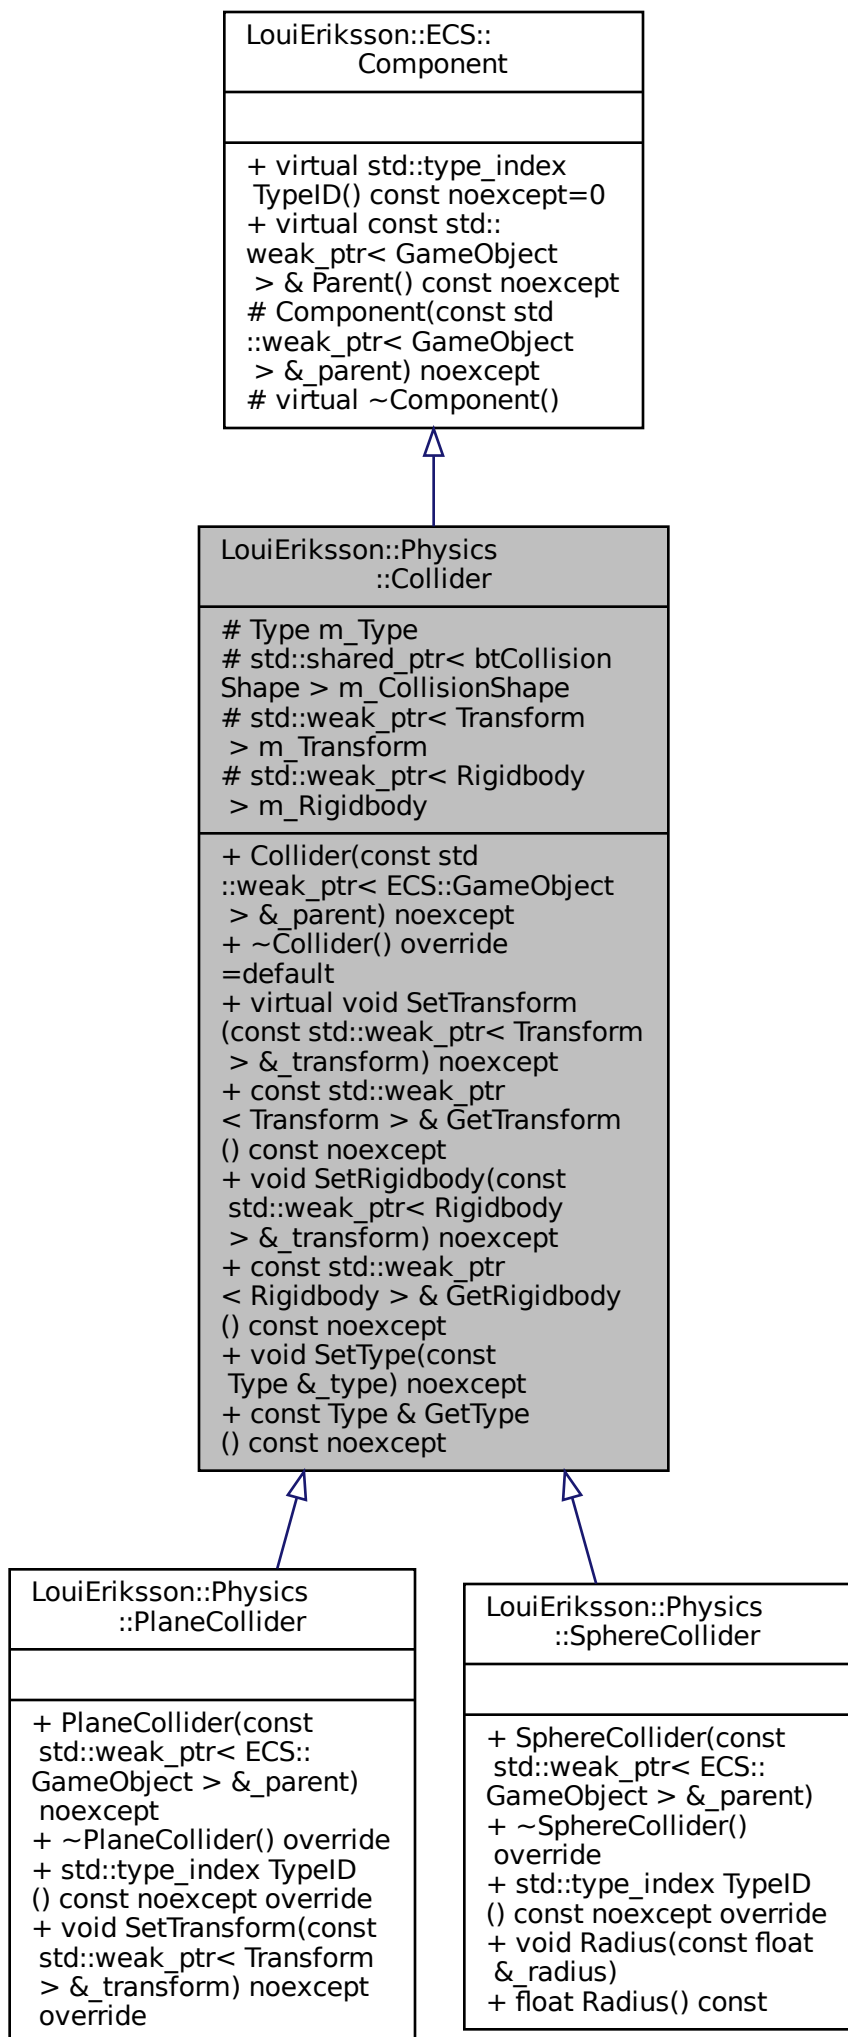 LouiEriksson::ECS::
Component
+ virtual std::type_index
TypeID() const noexcept=0
+ virtual const std::
weak_ptr< GameObject
> & Parent() const noexcept
# Component(const std
::weak_ptr< GameObject
> &_parent) noexcept
# virtual ~Component()
LouiEriksson::Physics
::Collider
# Type m_Type
# std::shared_ptr< btCollision
Shape > m_CollisionShape
# std::weak_ptr< Transform
> m_Transform
# std::weak_ptr< Rigidbody
> m_Rigidbody
+ Collider(const std
::weak_ptr< ECS::GameObject
> &_parent) noexcept
+ ~Collider() override
=default
+ virtual void SetTransform
(const std::weak_ptr< Transform
> &_transform) noexcept
+ const std::weak_ptr
< Transform > & GetTransform
() const noexcept
+ void SetRigidbody(const
std::weak_ptr< Rigidbody
> &_transform) noexcept
+ const std::weak_ptr
< Rigidbody > & GetRigidbody
() const noexcept
+ void SetType(const
Type &_type) noexcept
+ const Type & GetType
() const noexcept
LouiEriksson::Physics
::PlaneCollider
+ PlaneCollider(const
std::weak_ptr< ECS::
GameObject > &_parent)
noexcept
+ ~PlaneCollider() override
+ std::type_index TypeID
() const noexcept override
+ void SetTransform(const
std::weak_ptr< Transform
> &_transform) noexcept
override
LouiEriksson::Physics
::SphereCollider
+ SphereCollider(const
std::weak_ptr< ECS::
GameObject > &_parent)
+ ~SphereCollider()
override
+ std::type_index TypeID
() const noexcept override
+ void Radius(const float
&_radius)
+ float Radius() const